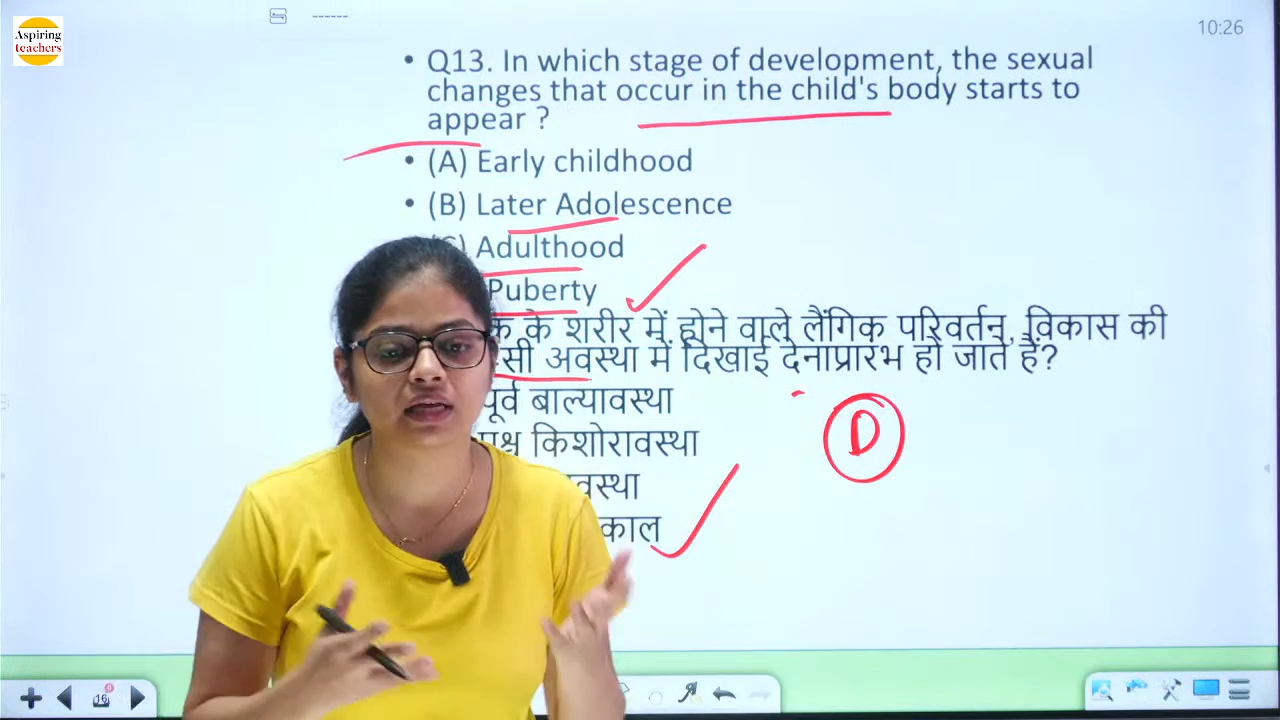 Aspiring
teachers
------
10:26
• Q13. In which stage of development, the sexual
changes that occur in the child's body starts to
appear ?
• (A) Early childhood
• (B) Later Adolescence
Adulthood
Puberty
के शरीर में होने वाले लैंगिक परिवर्तन, विकास की
अवस्था में दिखाई देनाप्रारंभ हो जाते हैं?
पूर्व बाल्यावस्था
किशोरावस्था
D
16